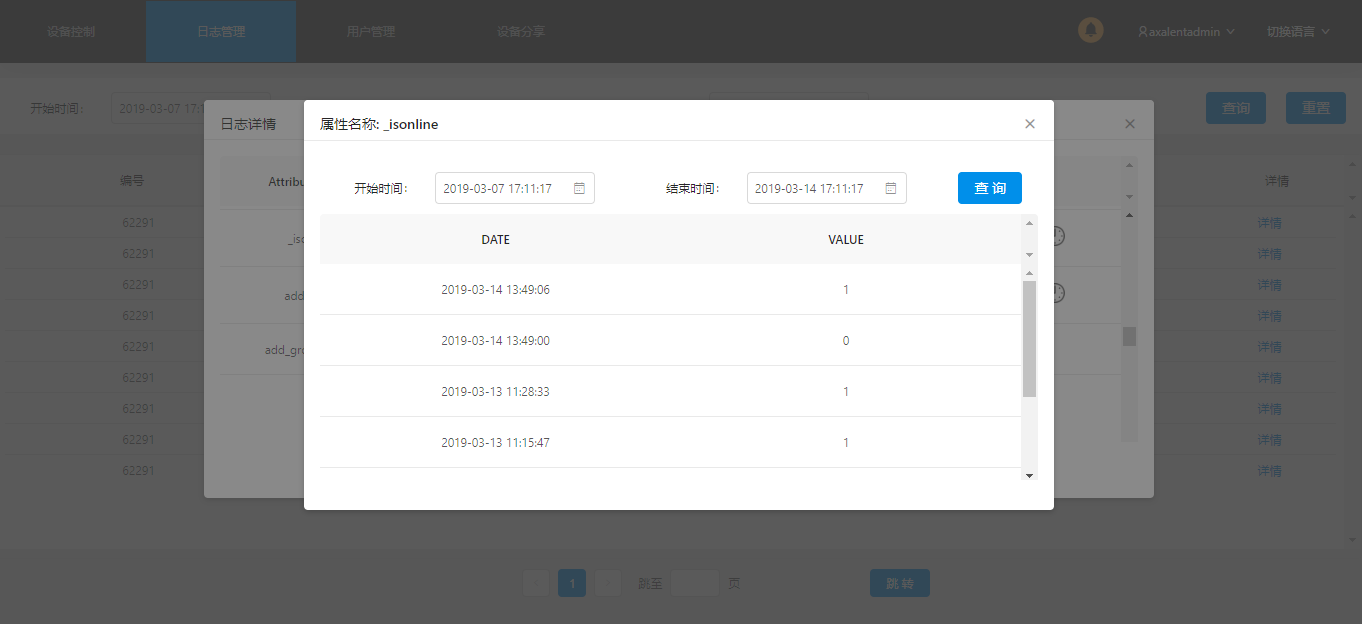 设备控制 日志管理 用户管理 设备分享 axalentadmin 切换语言
开始时间: 2019-03-07 17:1 查询 重置
日志详情
属性名称: _isonline
编号 Attribu 详情
开始时间: 2019-03-07 17:11:17 结束时间: 2019-03-14 17:11:17 查 询
DATE VALUE
62291 详情
_iso
62291 详情
62291 详情
add
62291 详情
62291 详情
add_gro
62291 详情
62291 详情
62291 详情
62291 详情
2019-03-14 13:49:06 1
2019-03-14 13:49:00 0
2019-03-13 11:28:33 1
2019-03-13 11:15:47 1
1 跳至 页 跳 转